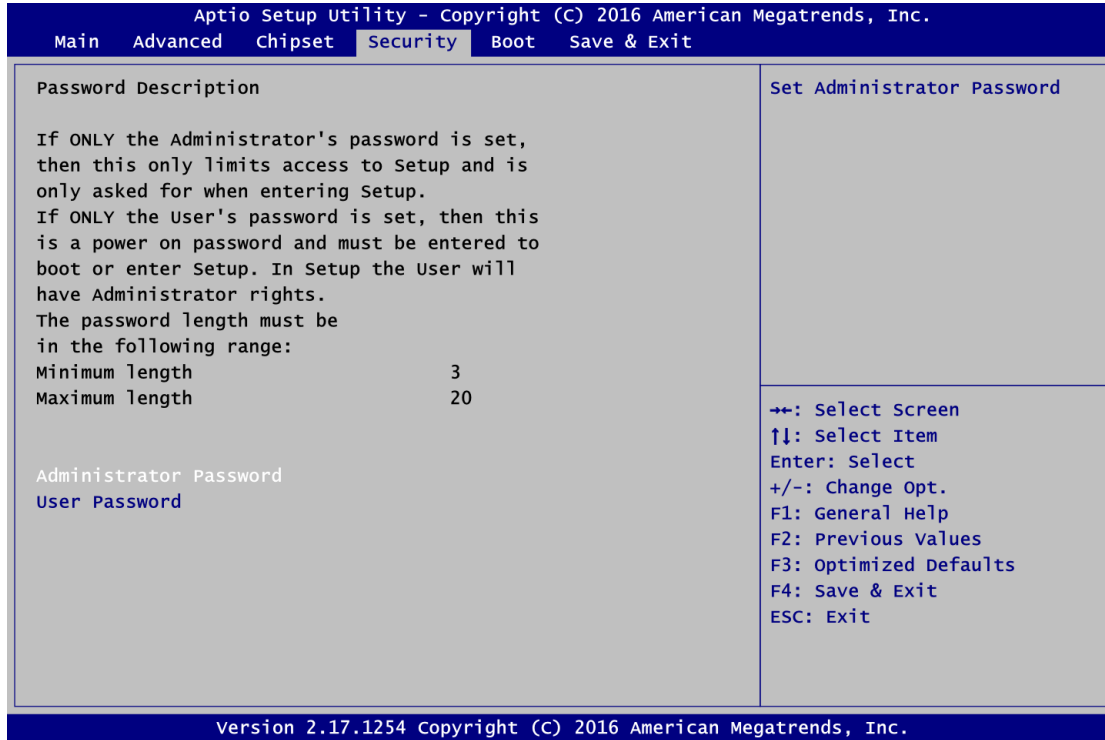 Aptio Setup Utility - Copyright (C) 2016 American Megatrends, Inc.
Main Advanced Chipset Security Boot Save & Exit
Password Description
If ONLY the Administrator's password is set,
then this only limits access to Setup and is
only asked for when entering Setup.
If ONLY the User's password is set, then this
is a power on password and must be entered to
boot or enter Setup. In Setup the User will
have Administrator rights.
The password length must be
in the following range:
Minimum length 3
Maximum length 20
Administrator Password
User Password
Set Administrator Password
→←: Select Screen
↑↓: Select Item
Enter: Select
+/-: Change Opt.
F1: General Help
F2: Previous Values
F3: Optimized Defaults
F4: Save & Exit
ESC: Exit
Version 2.17.1254 Copyright (C) 2016 American Megatrends, Inc.